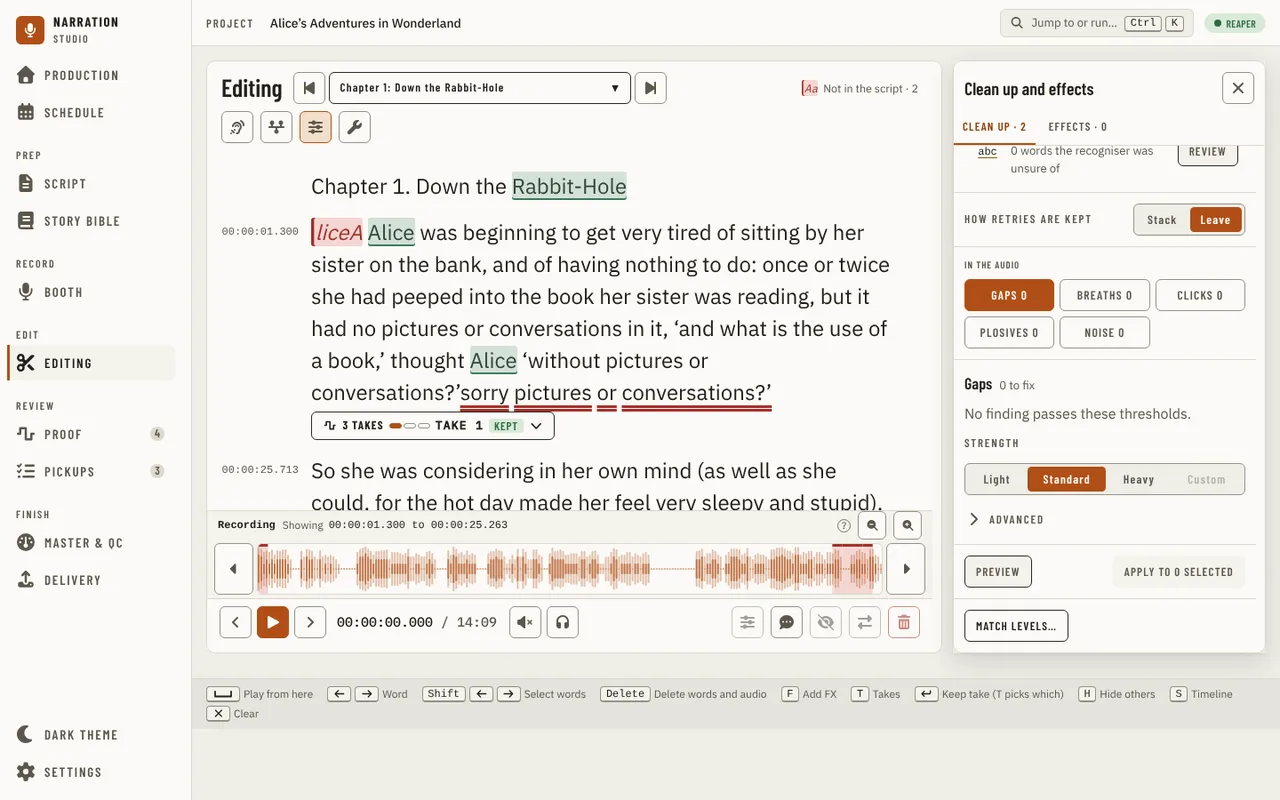 NARRATION
STUDIO
PRODUCTION
SCHEDULE
PREP
SCRIPT
STORY BIBLE
RECORD
BOOTH
EDIT
EDITING
REVIEW
PROOF 4
PICKUPS 3
FINISH
MASTER & QC
DELIVERY
DARK THEME
SETTINGS
PROJECT Alice’s Adventures in Wonderland
Jump to or run... Ctrl K
REAPER
Editing
Chapter 1: Down the Rabbit-Hole
Aa Not in the script · 2
Chapter 1. Down the Rabbit-Hole
00:00:01.300
liceA Alice was beginning to get very tired of sitting by her
sister on the bank, and of having nothing to do: once or twice
she had peeped into the book her sister was reading, but it
had no pictures or conversations in it, ‘and what is the use of
a book,’ thought Alice ‘without pictures or
conversations?’sorry pictures or conversations?’
3 TAKES TAKE 1 KEPT
00:00:25.713
So she was considering in her own mind (as well as she
could, for the hot day made her feel very sleepy and stupid),
Recording Showing 00:00:01.300 to 00:00:25.263
?
00:00:00.000 / 14:09
Clean up and effects
CLEAN UP · 2 EFFECTS · 0
abc 0 words the recogniser was
unsure of
REVIEW
HOW RETRIES ARE KEPT Stack Leave
IN THE AUDIO
GAPS 0 BREATHS 0 CLICKS 0
PLOSIVES 0 NOISE 0
Gaps 0 to fix
No finding passes these thresholds.
STRENGTH
Light Standard Heavy Custom
ADVANCED
PREVIEW APPLY TO 0 SELECTED
MATCH LEVELS...
Play from here Word Shift Select words Delete Delete words and audio F Add FX T Takes Keep take (T picks which) H Hide others S Timeline
Clear